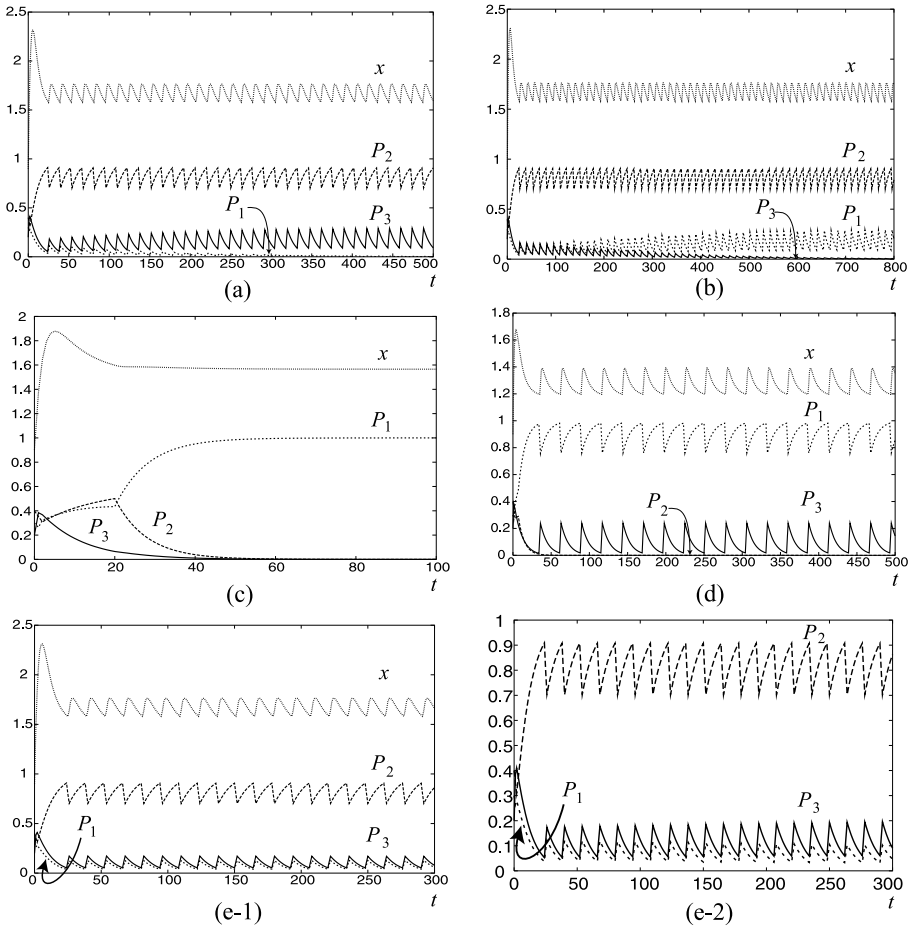 2.5
2
1.5
1
0.5
0
x
P2
P1
P3
0 50 100 150 200 250 300 350 400 450 500
t
(a)
2.5
2
1.5
1
0.5
0
x
P2
P3
P1
0 100 200 300 400 500 600 700 800
t
(b)
2
1.8
1.6
1.4
1.2
1
0.8
0.6
0.4
0.2
0
x
P1
P3
P2
0 20 40 60 80 100
t
(c)
1.8
1.6
1.4
1.2
1
0.8
0.6
0.4
0.2
0
x
P1
P2
P3
0 50 100 150 200 250 300 350 400 450 500
t
(d)
2.5
2
1.5
1
0.5
0
x
P2
P1
P3
0 50 100 150 200 250 300
t
(e-1)
1
0.9
0.8
0.7
0.6
0.5
0.4
0.3
0.2
0.1
0
P2
P1
P3
0 50 100 150 200 250 300
t
(e-2)